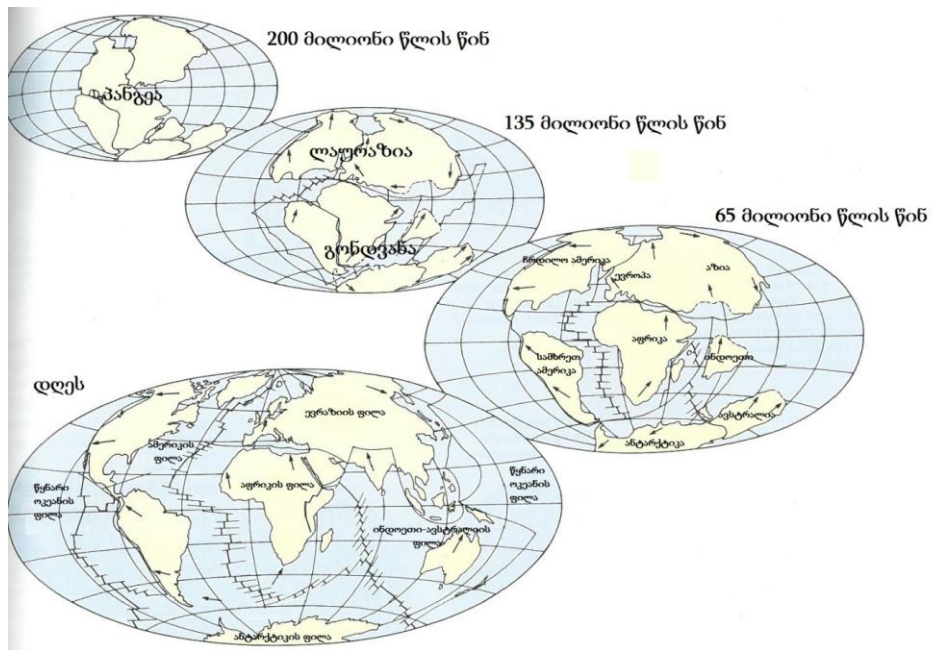 200 მილიონი წლის წინ
პანგეა
135 მილიონი წლის წინ
ლაურაზია
გონდვანა
65 მილიონი წლის წინ
ჩრდილო ამერიკა
ევროპა
აზია
აფრიკა
სამხრეთ
ამერიკა
ინდოეთი
ავსტრალია
ანტარქტიკა
დღეს
ევრაზიის ფილა
ამერიკის
ფილა
აფრიკის ფილა
წყნარი
ოკეანის
ფილა
წყნარი
ოკეანის
ფილა
ინდოეთი-ავსტრალიის
ფილა
ანტარქტიკის ფილა